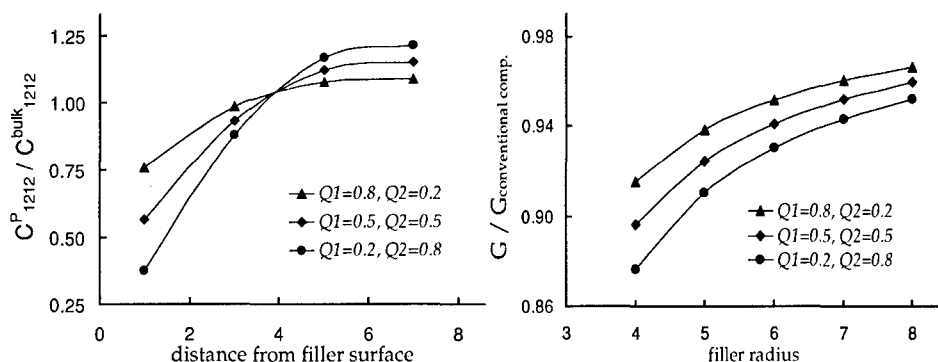 1.25
1.00
0.75
0.50
0.25
C^P_1212 / C^bulk_1212
Q1=0.8, Q2=0.2
Q1=0.5, Q2=0.5
Q1=0.2, Q2=0.8
0 2 4 6 8
distance from filler surface
0.98
0.94
0.90
0.86
G / Gconventional comp.
Q1=0.8, Q2=0.2
Q1=0.5, Q2=0.5
Q1=0.2, Q2=0.8
3 4 5 6 7 8
filler radius